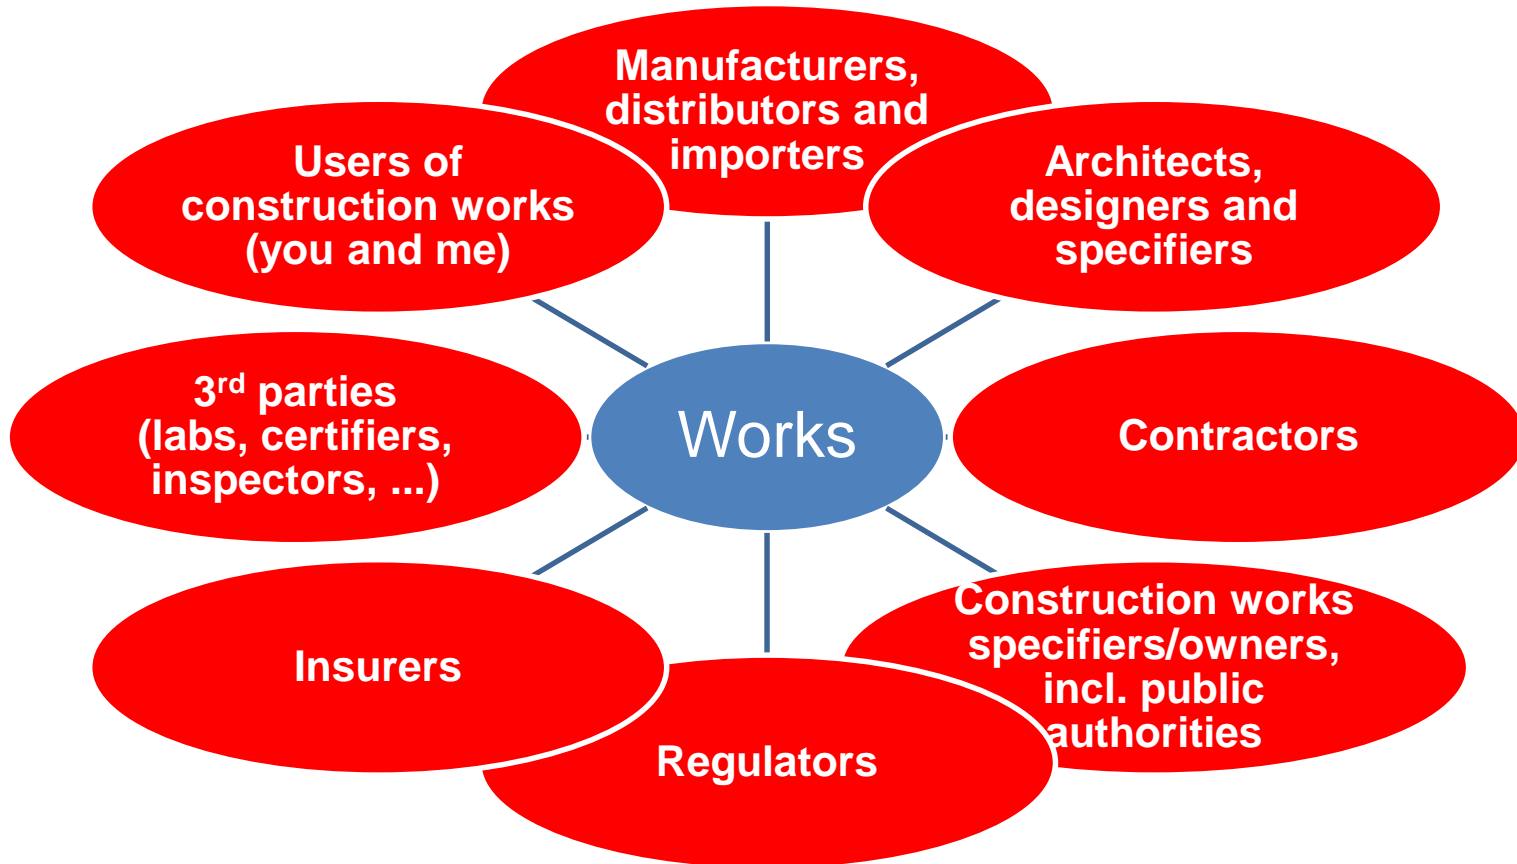 Manufacturers,
distributors and
importers
Users of
construction works
(you and me)
Architects,
designers and
specifiers
3rd parties
(labs, certifiers,
inspectors, ...)
Works
Contractors
Construction works
specifiers/owners,
incl. public
authorities
Insurers
Regulators